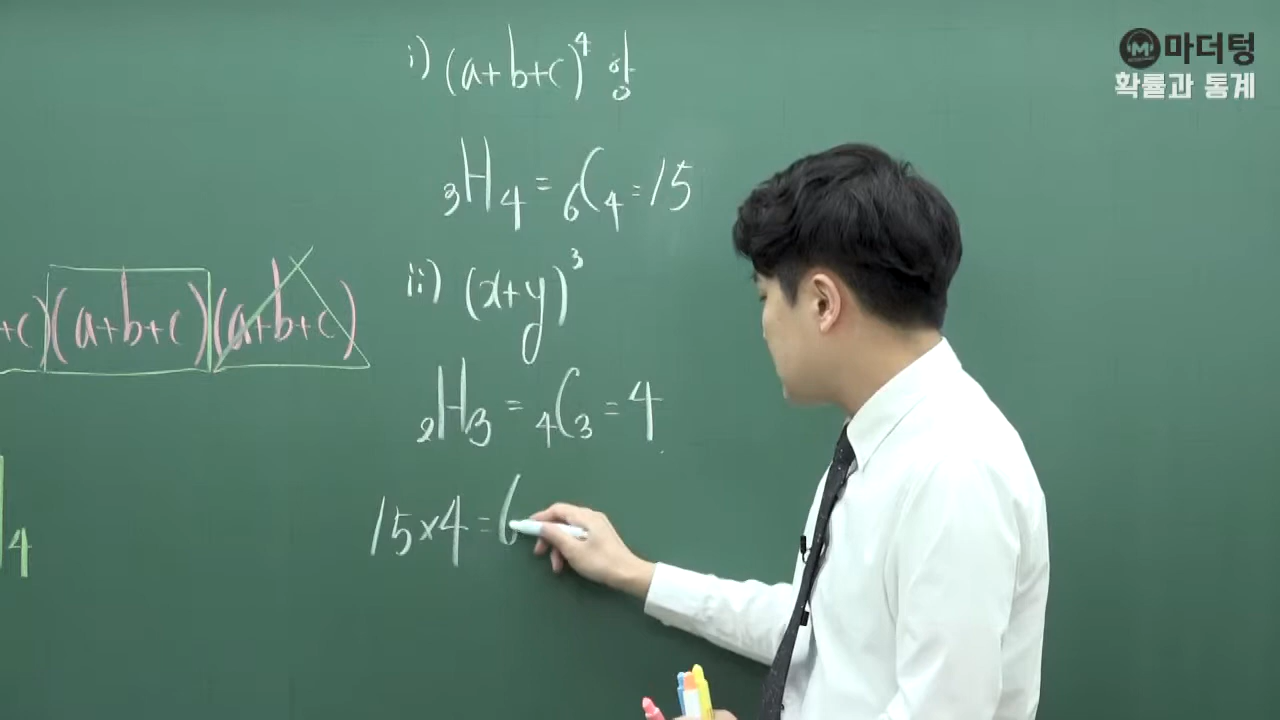 마더텅
확률과 통계
i) (a+b+c)⁴ 항
₃H₄ = ₆C₄ = 15
+c)(a+b+c)(a+b+c)
ii) (x+y)³
₂H₃ = ₄C₃ = 4
15×4 = 6
4